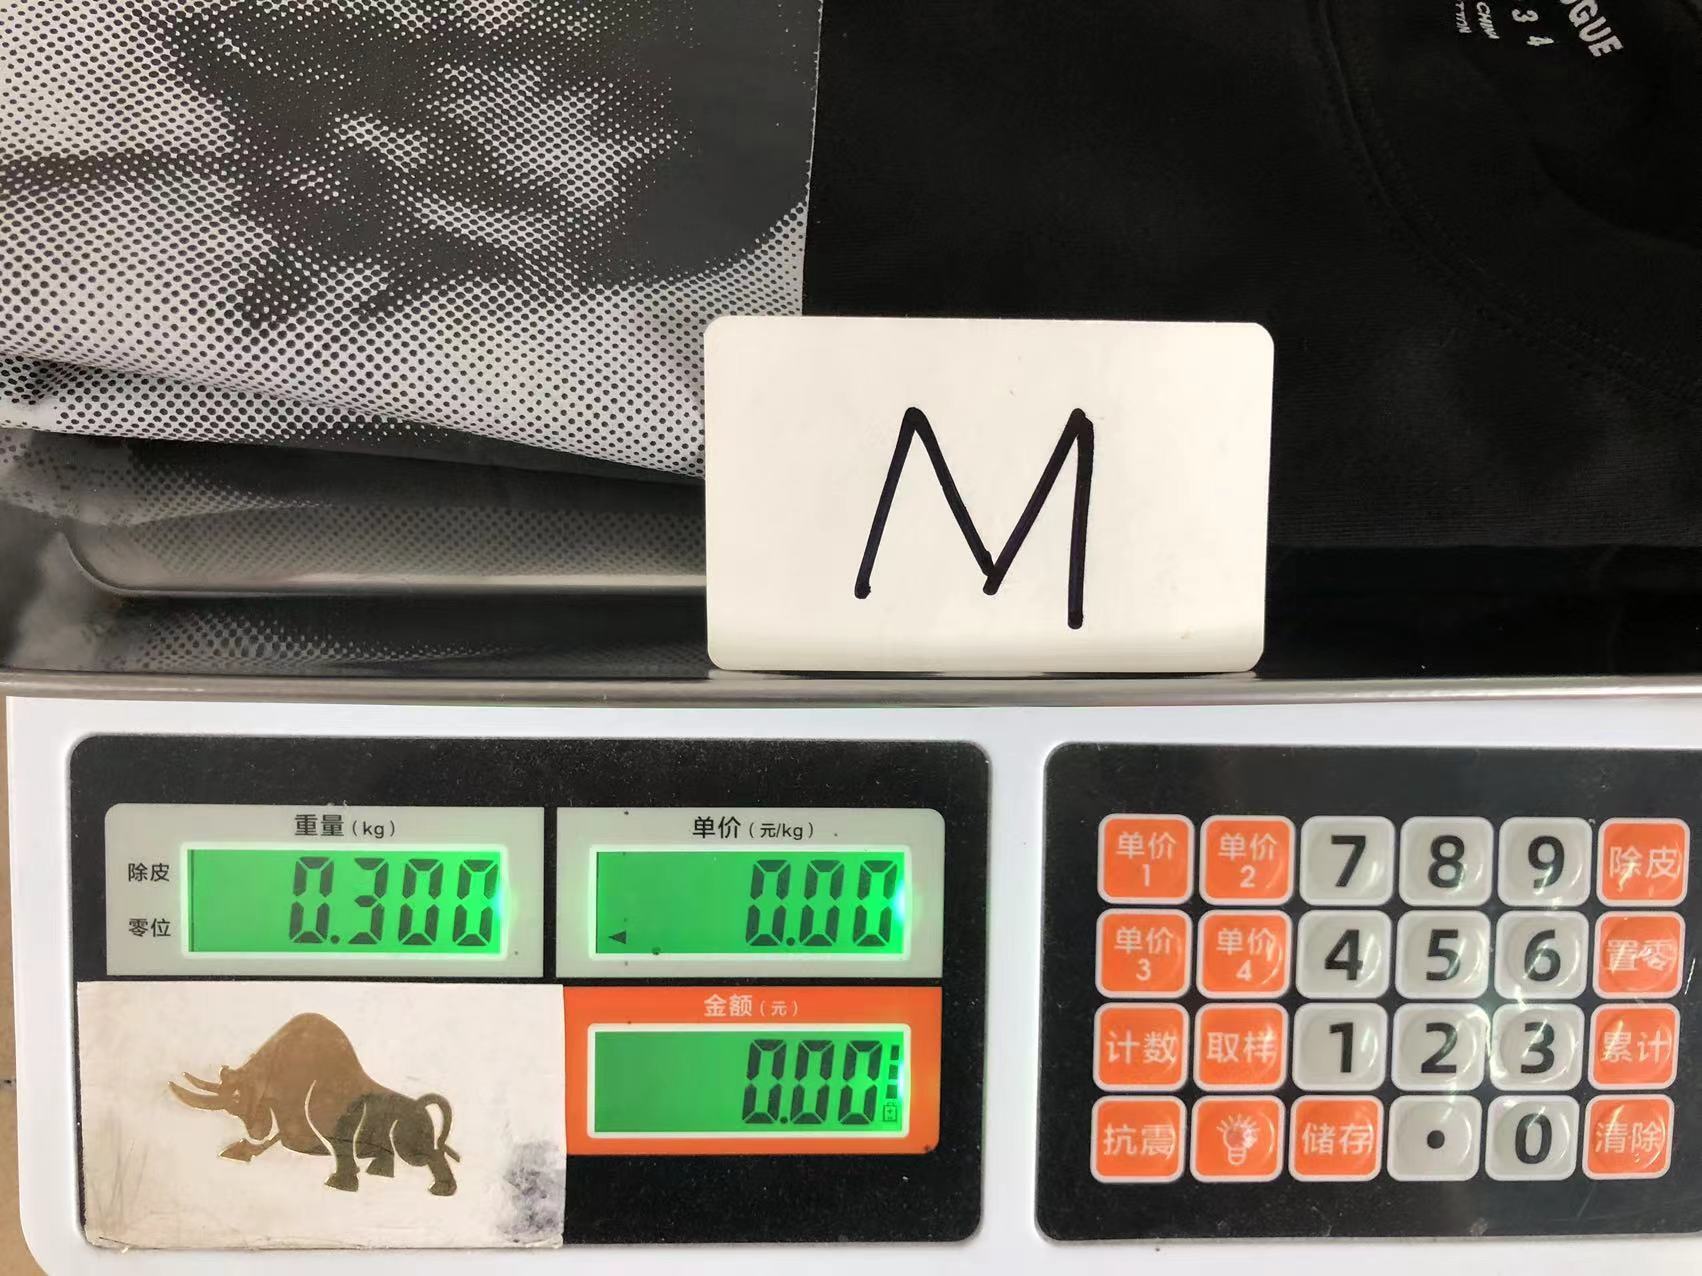 3 4
M
重量（kg）
除皮
零位
0.300
单价（元/kg）
0.00
金额（元）
0.00
单价1 单价2 7 8 9 除皮
单价3 单价4 4 5 6 置零
计数 取样 1 2 3 累计
抗震 储存 . 0 清除